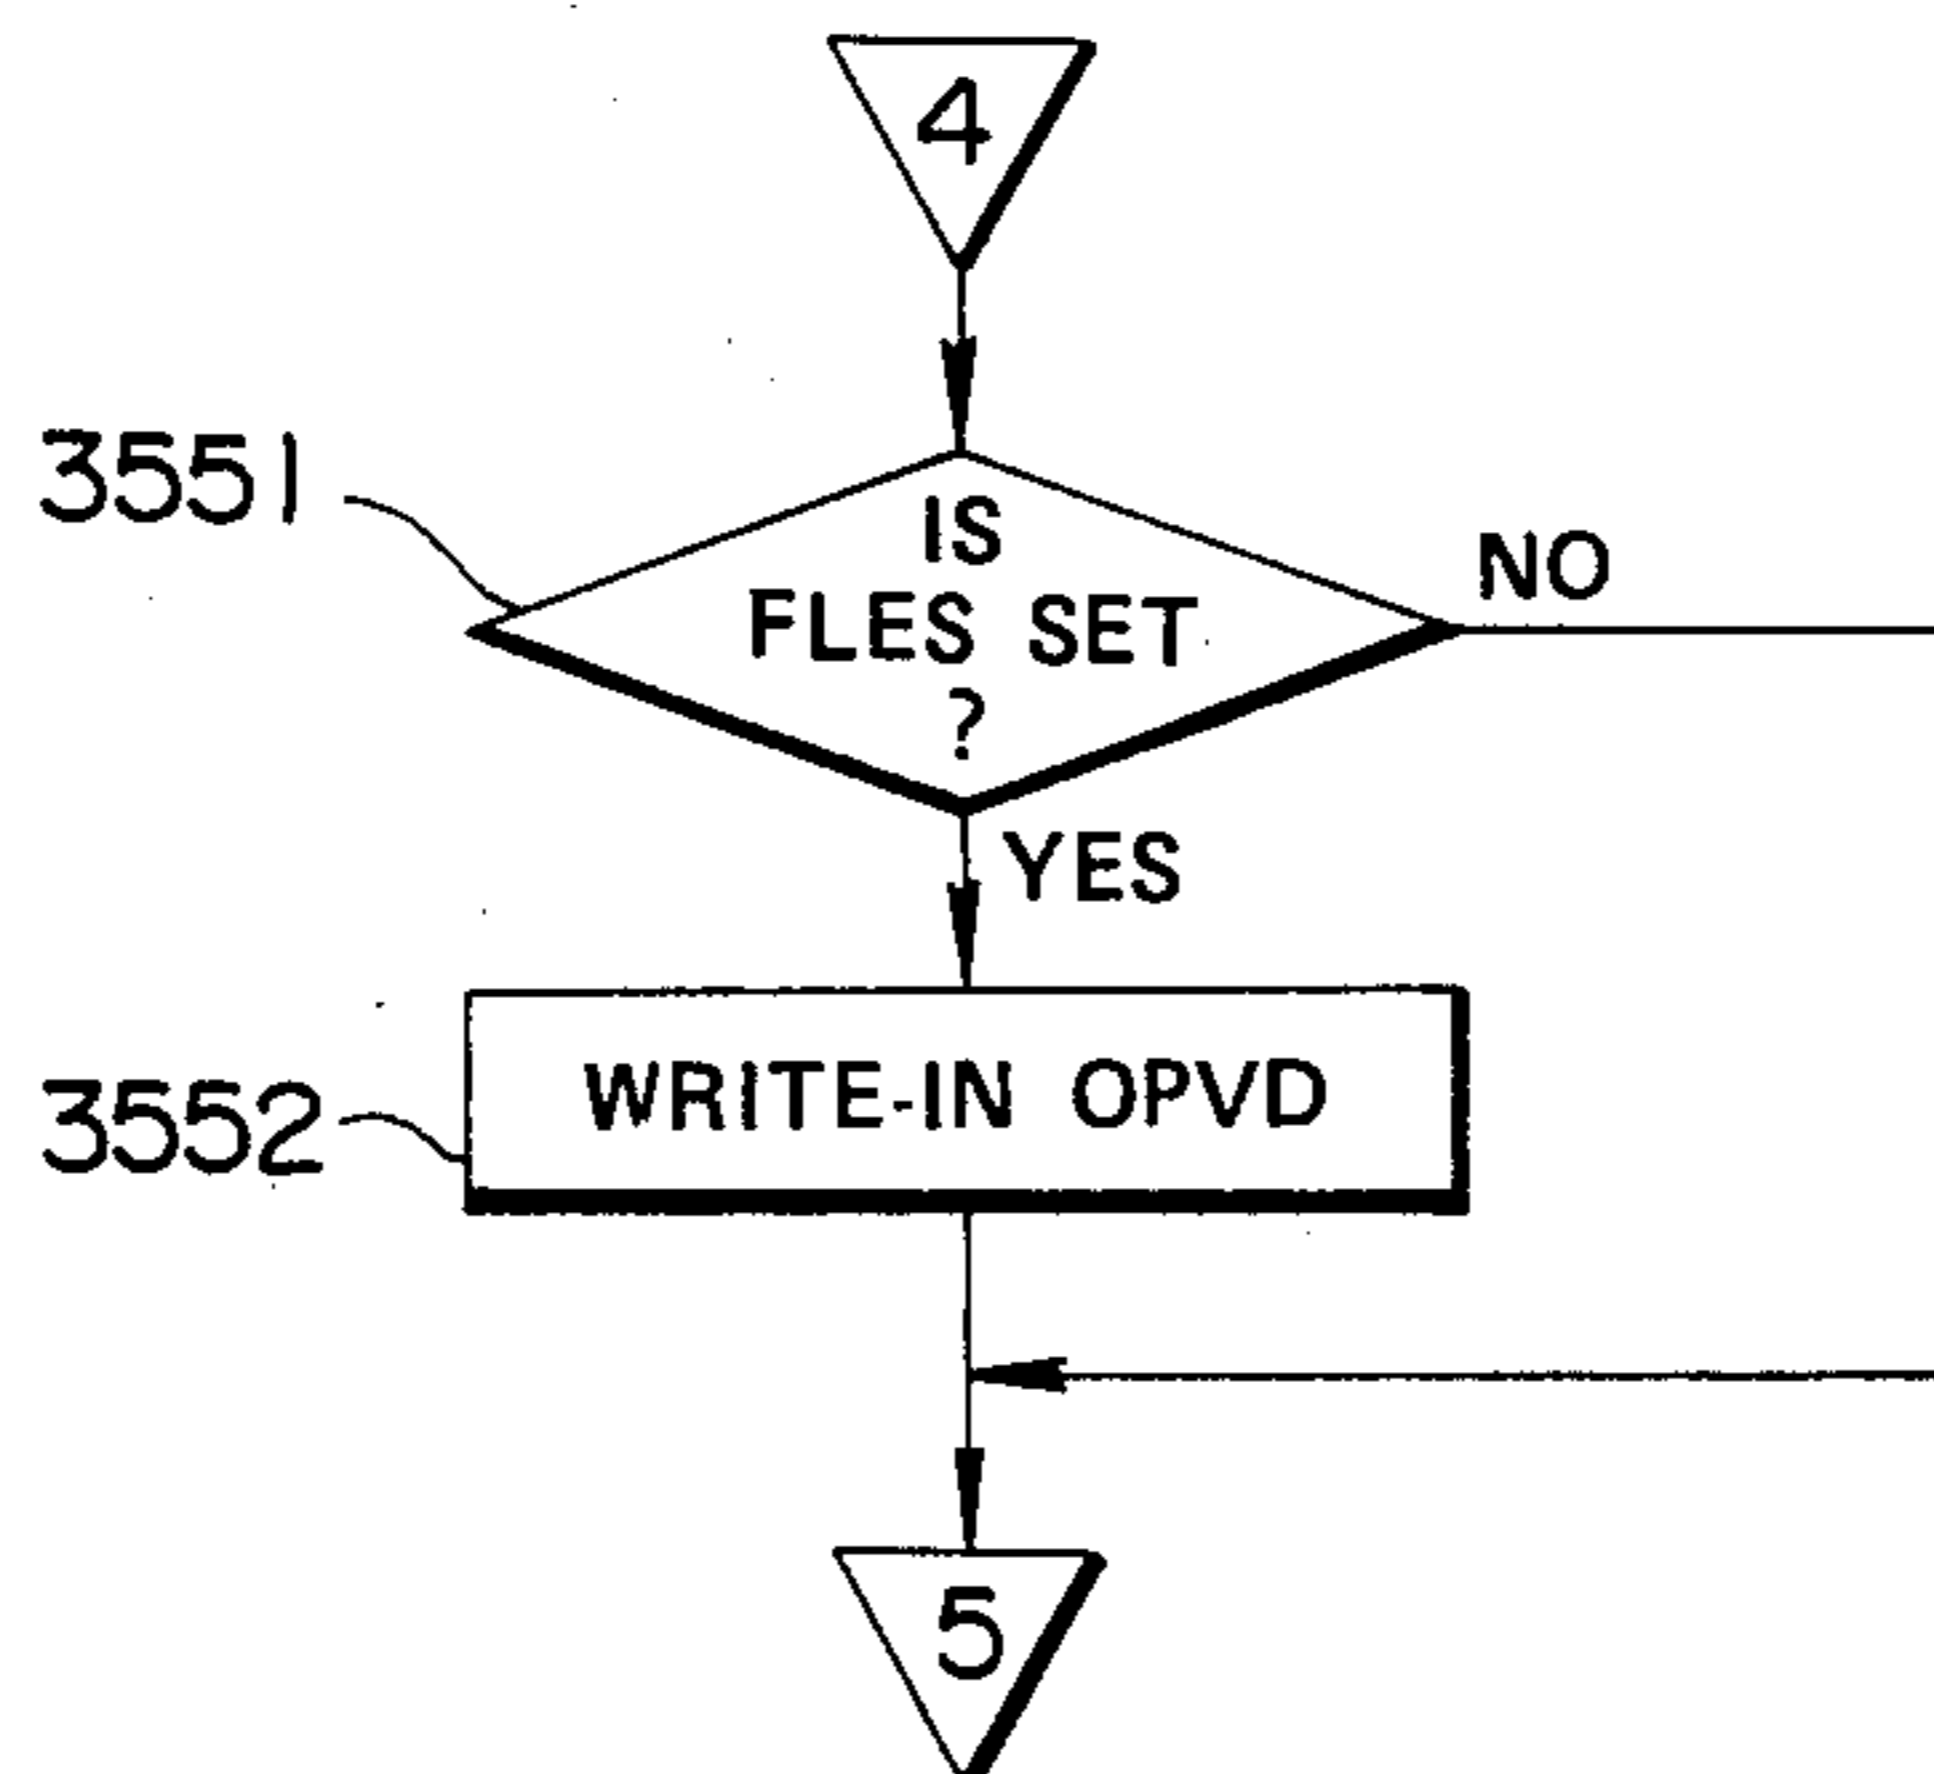 4
3551
IS
FLES SET
?
NO
YES
3552
WRITE-IN OPVD
5